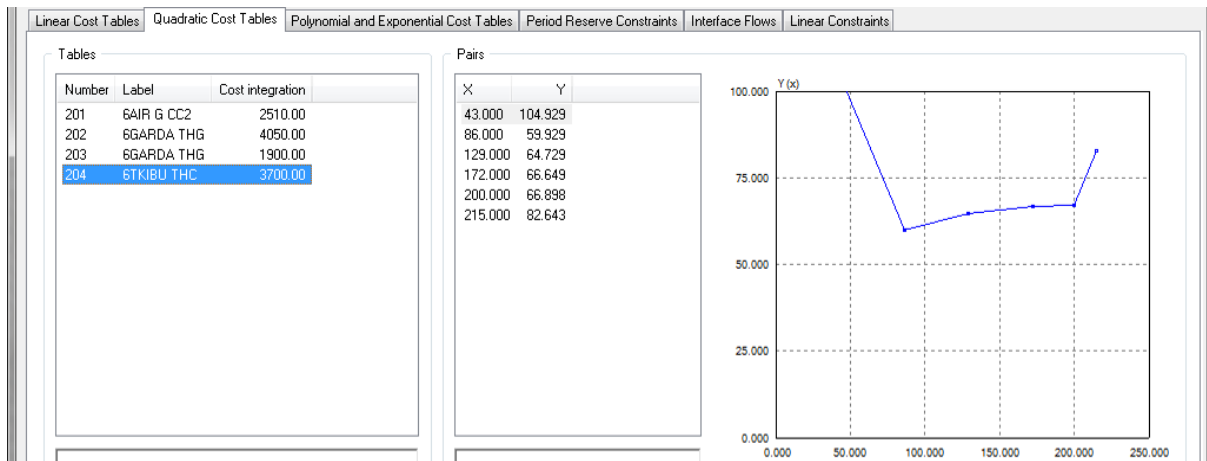 Linear Cost Tables Quadratic Cost Tables Polynomial and Exponential Cost Tables Period Reserve Constraints Interface Flows Linear Constraints
Tables
Number Label Cost integration
201 6AIR G CC2 2510.00
202 6GARDA THG 4050.00
203 6GARDA THG 1900.00
204 6TKIBU THC 3700.00
Pairs
X Y
43.000 104.929
86.000 59.929
129.000 64.729
172.000 66.649
200.000 66.898
215.000 82.643
Y (x)
100.000
75.000
50.000
25.000
0.000
0.000 50.000 100.000 150.000 200.000 250.000